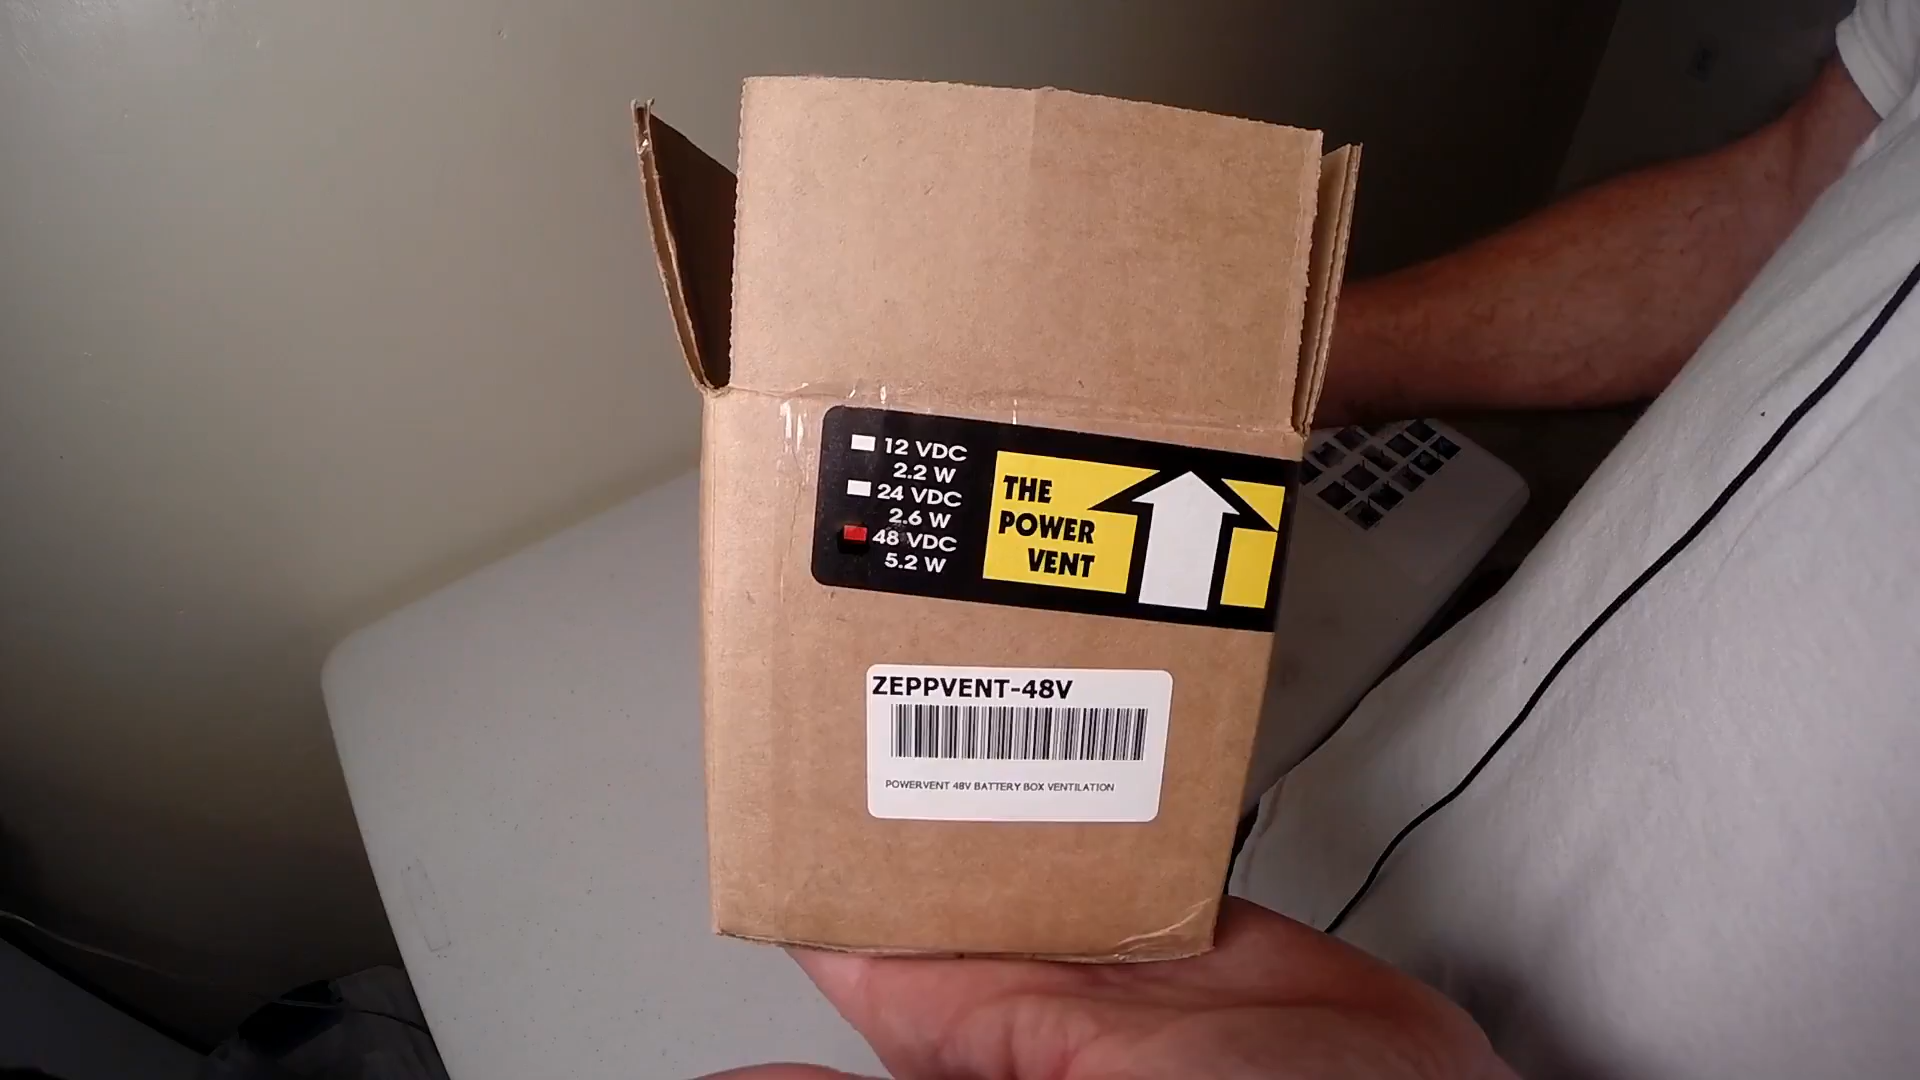 12 VDC
2.2 W
24 VDC
2.6 W
48 VDC
5.2 W
THE
POWER
VENT
ZEPPVENT-48V
POWERVENT 48V BATTERY BOX VENTILATION